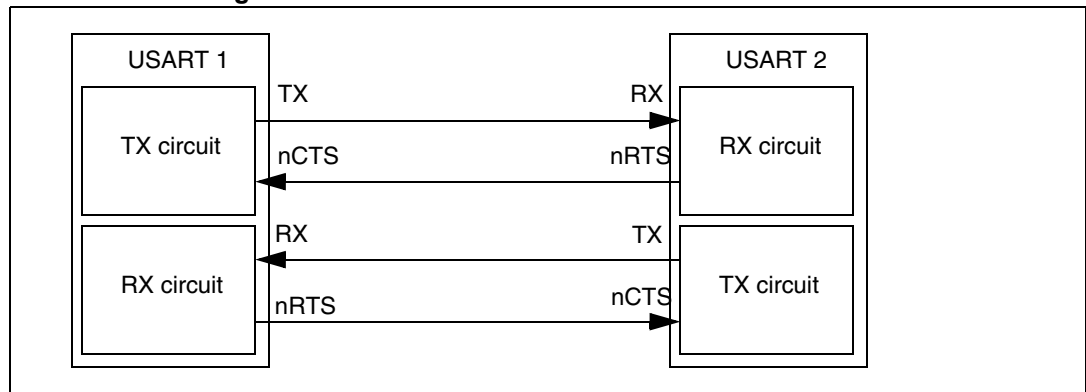 USART 1
USART 2
TX
RX
TX circuit
RX circuit
nCTS
nRTS
RX
TX
RX circuit
TX circuit
nRTS
nCTS